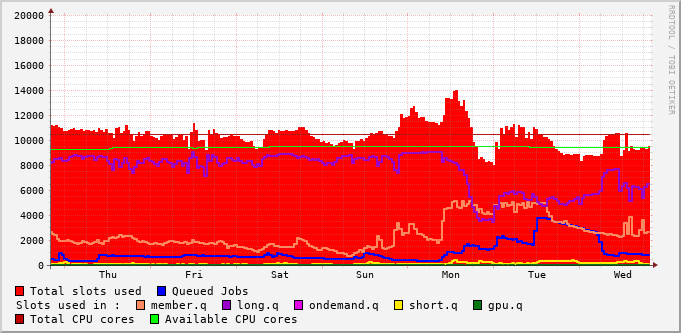 20000
18000
16000
14000
12000
10000
8000
6000
4000
2000
0
Thu Fri Sat Sun Mon Tue Wed
RRDTOOL / TOBI OETIKER
Total slots used Queued Jobs
Slots used in : member.q long.q ondemand.q short.q gpu.q
Total CPU cores Available CPU cores